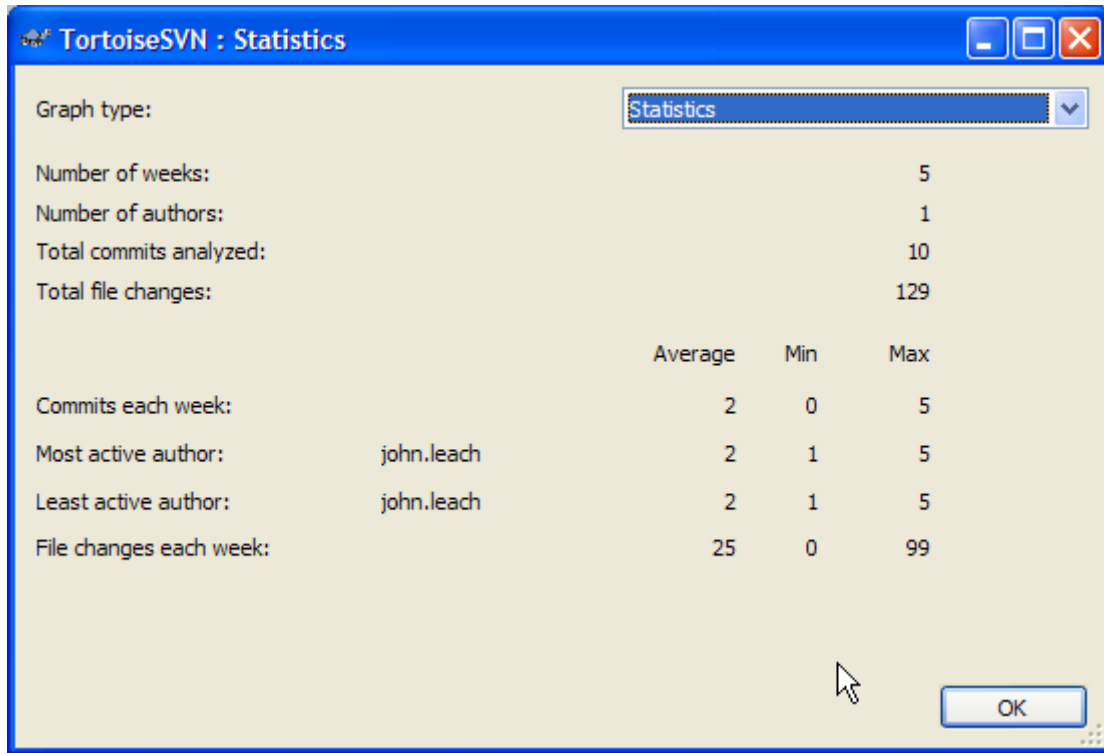 TortoiseSVN : Statistics
Graph type: Statistics
Number of weeks: 5
Number of authors: 1
Total commits analyzed: 10
Total file changes: 129
Average Min Max
Commits each week: 2 0 5
Most active author: john.leach 2 1 5
Least active author: john.leach 2 1 5
File changes each week: 25 0 99
OK